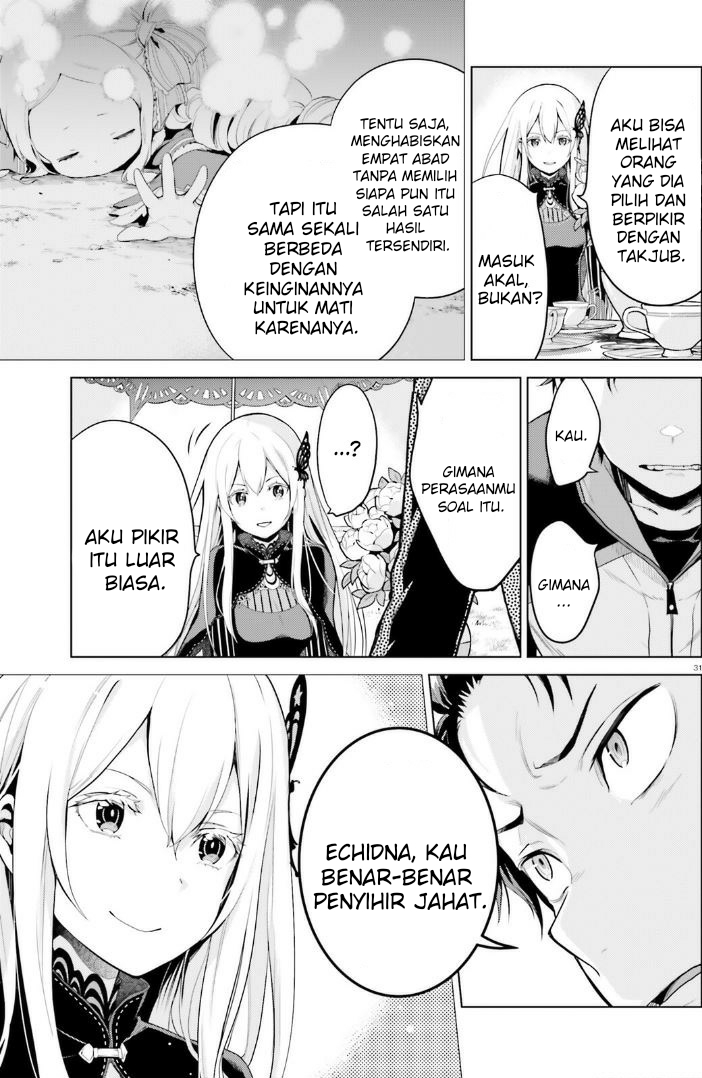 AKU BISA
MELIHAT
ORANG
YANG DIA
PILIH DAN
BERPIKIR
DENGAN
TAKJUB.
MASUK
AKAL,
BUKAN?
TENTU SAJA,
MENGHABISKAN
EMPAT ABAD
TANPA MEMILIH
SIAPA PUN ITU
SALAH SATU
HASIL
TERSENDIRI.
TAPI ITU
SAMA SEKALI
BERBEDA
DENGAN
KEINGINANNYA
UNTUK MATI
KARENANYA.
KAU.
GIMANA
...
GIMANA
PERASAANMU
SOAL ITU.
...?
AKU PIKIR
ITU LUAR
BIASA.
31
ECHIDNA, KAU
BENAR-BENAR
PENYIHIR JAHAT.